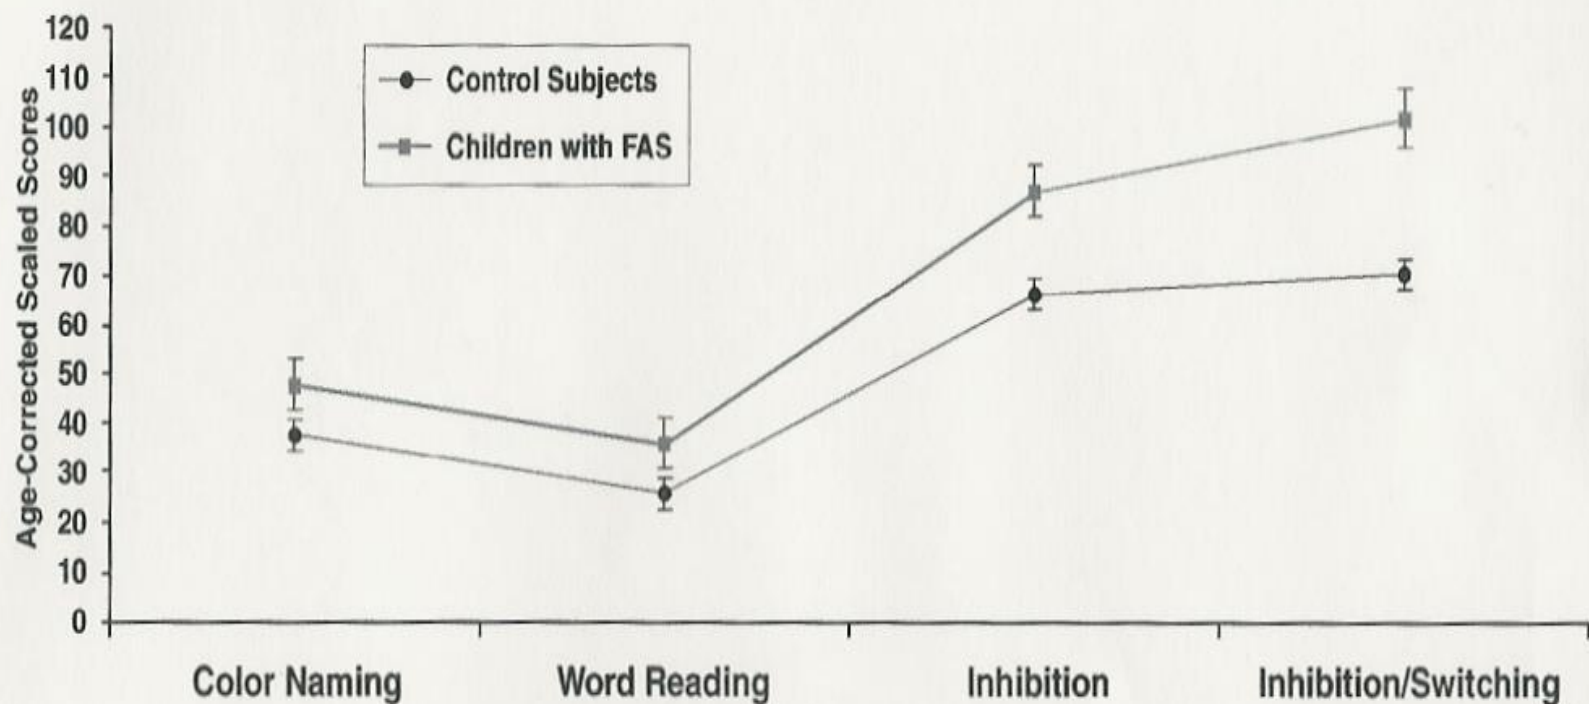 Age-Corrected Scaled Scores
120
110
100
90
80
70
60
50
40
30
20
10
0
Control Subjects
Children with FAS
Color Naming
Word Reading
Inhibition
Inhibition/Switching